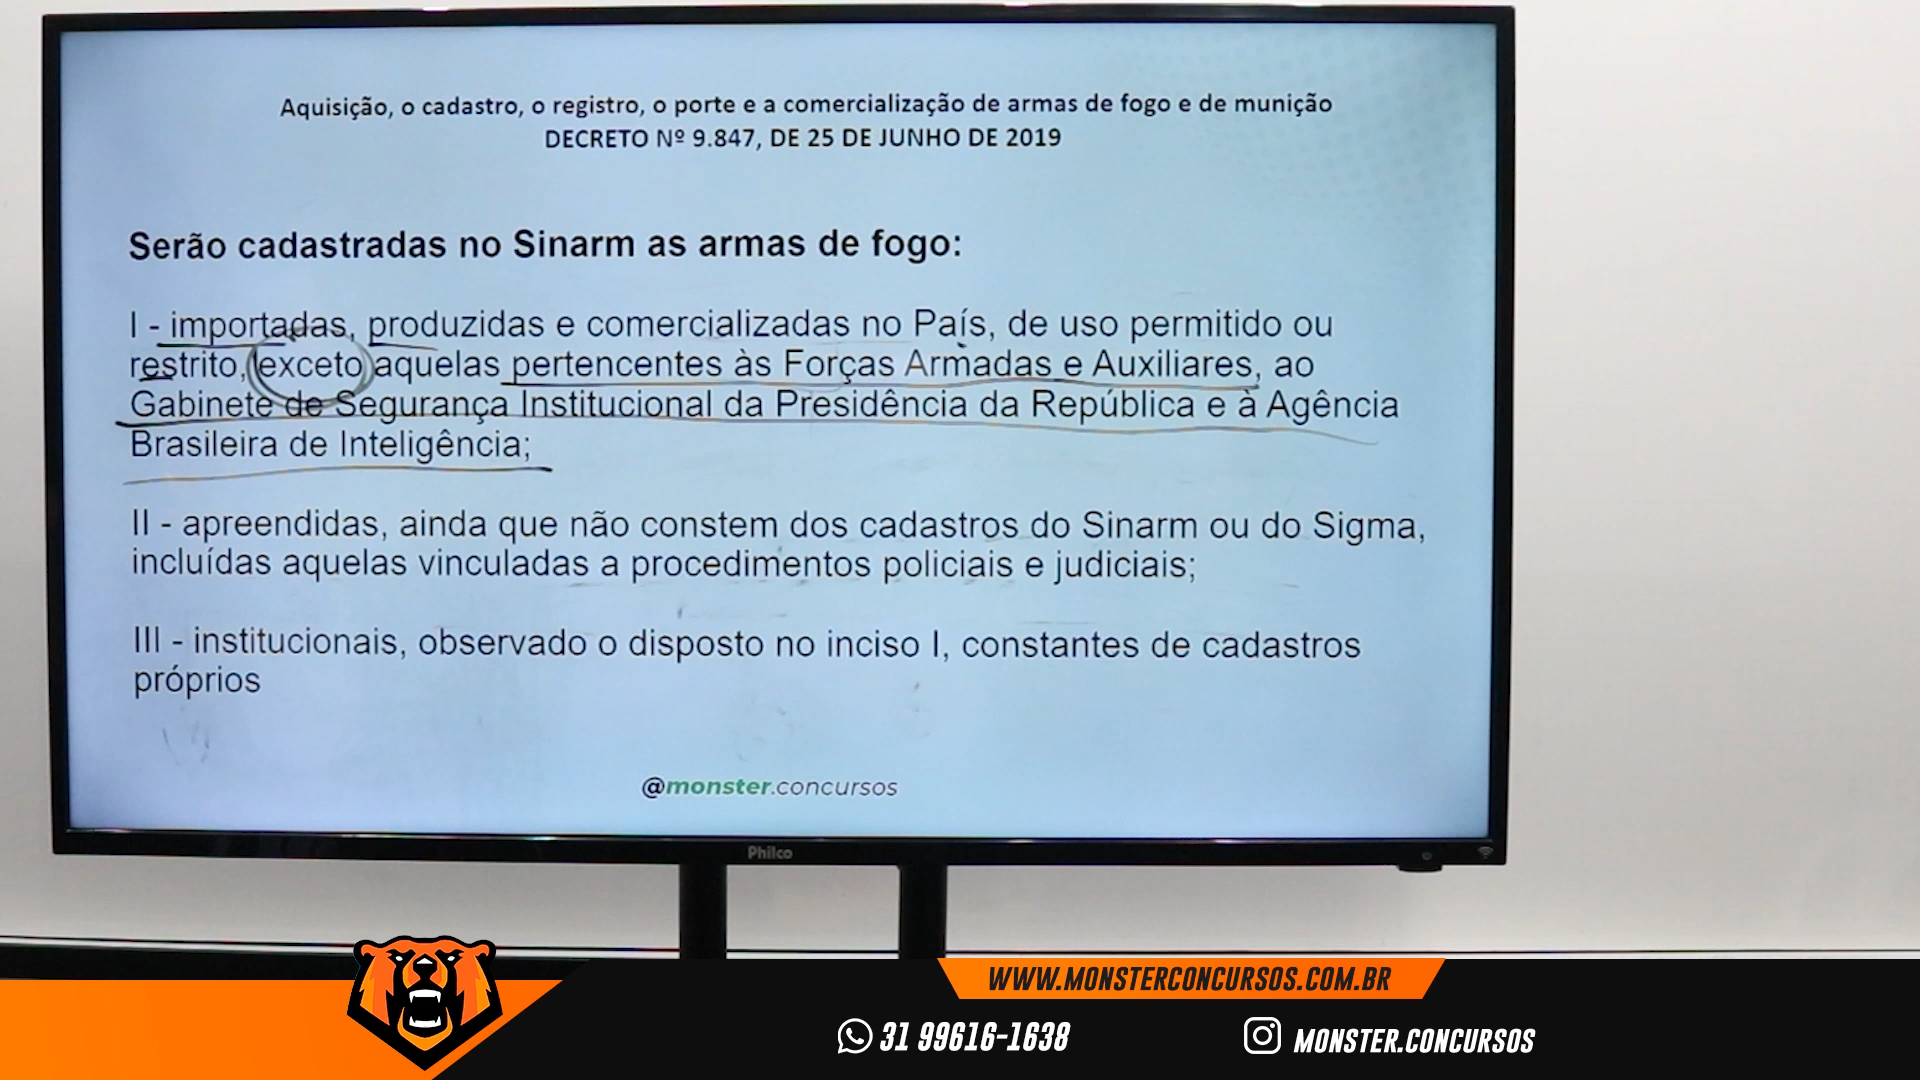 Aquisição, o cadastro, o registro, o porte e a comercialização de armas de fogo e de munição
DECRETO Nº 9.847, DE 25 DE JUNHO DE 2019
Serão cadastradas no Sinarm as armas de fogo:
I - importadas, produzidas e comercializadas no País, de uso permitido ou
restrito, exceto aquelas pertencentes às Forças Armadas e Auxiliares, ao
Gabinete de Segurança Institucional da Presidência da República e à Agência
Brasileira de Inteligência;
II - apreendidas, ainda que não constem dos cadastros do Sinarm ou do Sigma,
incluídas aquelas vinculadas a procedimentos policiais e judiciais;
III - institucionais, observado o disposto no inciso I, constantes de cadastros
próprios
@monster.concursos
Philco
WWW.MONSTERCONCURSOS.COM.BR
31 99616-1638
MONSTER.CONCURSOS